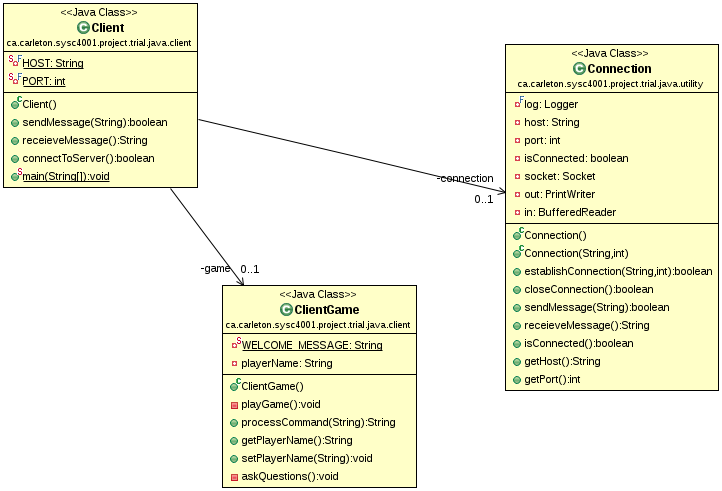 <<Java Class>>
Client
ca.carleton.sysc4001.project.trial.java.client
HOST: String
PORT: int
Client()
sendMessage(String):boolean
receieveMessage():String
connectToServer():boolean
main(String[]):void
<<Java Class>>
Connection
ca.carleton.sysc4001.project.trial.java.utility
log: Logger
host: String
port: int
isConnected: boolean
socket: Socket
out: PrintWriter
in: BufferedReader
Connection()
Connection(String,int)
establishConnection(String,int):boolean
closeConnection():boolean
sendMessage(String):boolean
receieveMessage():String
isConnected():boolean
getHost():String
getPort():int
-connection
0..1
-game
0..1
<<Java Class>>
ClientGame
ca.carleton.sysc4001.project.trial.java.client
WELCOME_MESSAGE: String
playerName: String
ClientGame()
playGame():void
processCommand(String):String
getPlayerName():String
setPlayerName(String):void
askQuestions():void